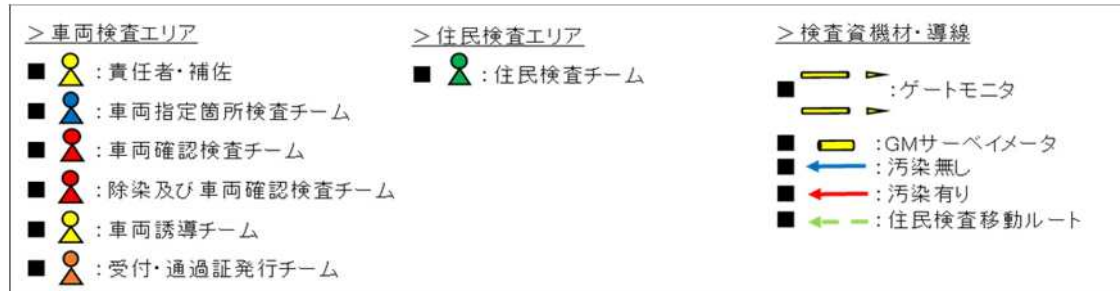 ＞車両検査エリア
■ ：責任者・補佐
■ ：車両指定箇所検査チーム
■ ：車両確認検査チーム
■ ：除染及び車両確認検査チーム
■ ：車両誘導チーム
■ ：受付・通過証発行チーム
＞住民検査エリア
■ ：住民検査チーム
＞検査資機材・導線
■ ：ゲートモニタ
■ ：GMサーベイメータ
■ ：汚染無し
■ ：汚染有り
■ ：住民検査移動ルート